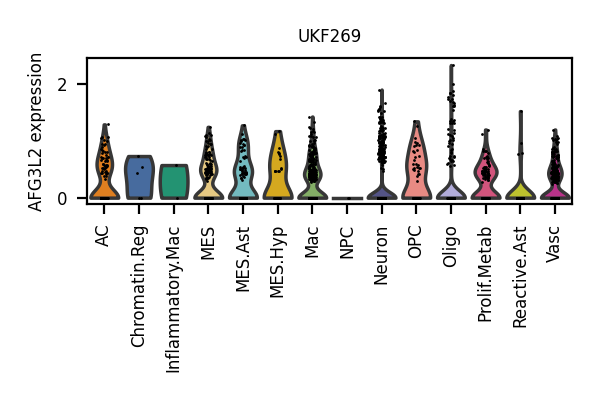 UKF269
AFG3L2 expression
2
0
AC
Chromatin.Reg
Inflammatory.Mac
MES
MES.Ast
MES.Hyp
Mac
NPC
Neuron
OPC
Oligo
Prolif.Metab
Reactive.Ast
Vasc